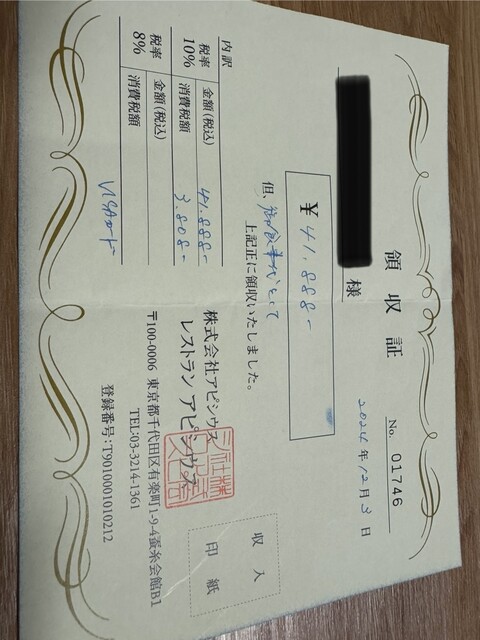 領収証
No. 01746
2024年12月3日
様
¥41,888-
但、御食事代として
上記正に領収いたしました。
内訳
税率 10%
金額(税込) 41,888-
消費税額 3,808-
税率 8%
金額(税込)
消費税額
VISAカード
株式会社アピシウス
レストラン アピシウス
〒100-0006 東京都千代田区有楽町1-9-4蚕糸会館B1
TEL:03-3214-1361
登録番号:T9010001010212
収入
印紙